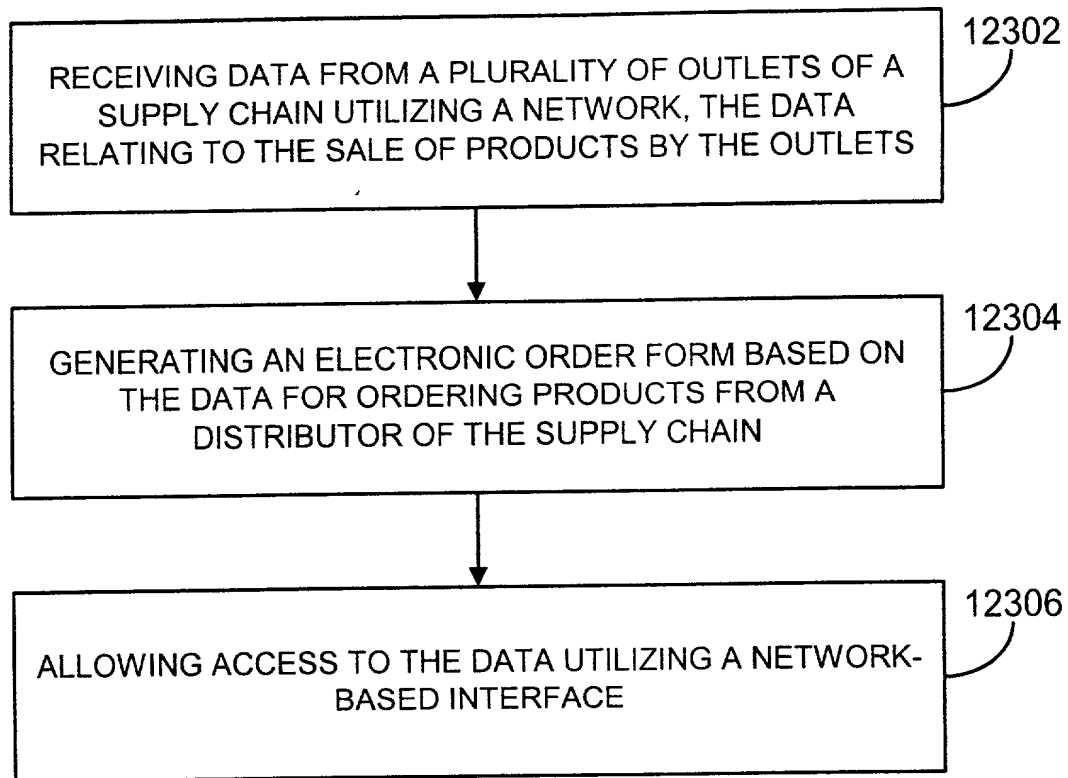 12302
RECEIVING DATA FROM A PLURALITY OF OUTLETS OF A
SUPPLY CHAIN UTILIZING A NETWORK, THE DATA
RELATING TO THE SALE OF PRODUCTS BY THE OUTLETS
12304
GENERATING AN ELECTRONIC ORDER FORM BASED ON
THE DATA FOR ORDERING PRODUCTS FROM A
DISTRIBUTOR OF THE SUPPLY CHAIN
12306
ALLOWING ACCESS TO THE DATA UTILIZING A NETWORK-
BASED INTERFACE